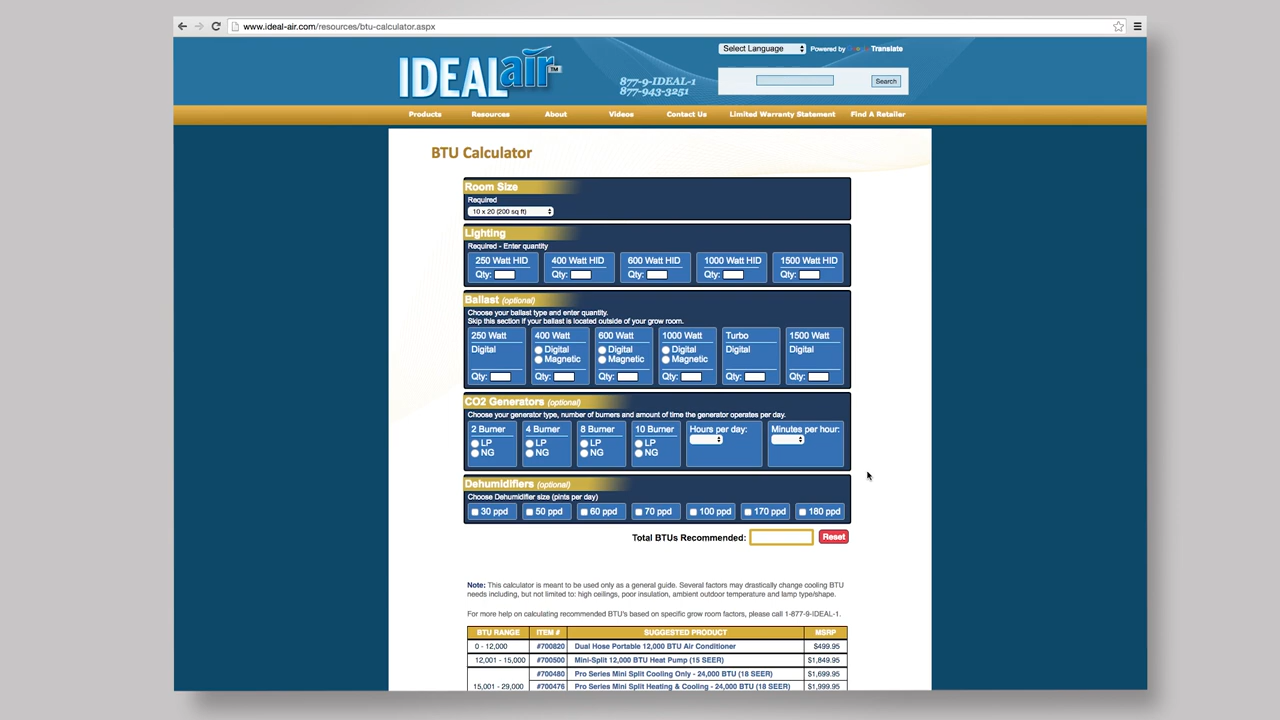 www.ideal-air.com/resources/btu-calculator.aspx
Select Language
Powered by Translate
IDEALair™
877-9-IDEAL-1
877-943-3251
Search
Products Resources About Videos Contact Us Limited Warranty Statement Find A Retailer
BTU Calculator
Room Size
Required
10 x 20 (200 sq ft)
Lighting
Required - Enter quantity
250 Watt HID 400 Watt HID 600 Watt HID 1000 Watt HID 1500 Watt HID
Qty: Qty: Qty: Qty: Qty:
Ballast (optional)
Choose your ballast type and enter quantity.
Skip this section if your ballast is located outside of your grow room.
250 Watt 400 Watt 600 Watt 1000 Watt Turbo 1500 Watt
Digital Digital Digital Digital Digital Digital
Magnetic Magnetic Magnetic
Qty: Qty: Qty: Qty: Qty: Qty:
CO2 Generators (optional)
Choose your generator type, number of burners and amount of time the generator operates per day.
2 Burner 4 Burner 8 Burner 10 Burner Hours per day: Minutes per hour:
LP LP LP LP
NG NG NG NG
Dehumidifiers (optional)
Choose Dehumidifier size (pints per day)
30 ppd 50 ppd 60 ppd 70 ppd 100 ppd 170 ppd 180 ppd
Total BTUs Recommended: Reset
Note: This calculator is meant to be used only as a general guide. Several factors may drastically change cooling BTU
needs including, but not limited to: high ceilings, poor insulation, ambient outdoor temperature and lamp type/shape.
For more help on calculating recommended BTU's based on specific grow room factors, please call 1-877-9-IDEAL-1.
BTU RANGE ITEM # SUGGESTED PRODUCT MSRP
0 - 12,000 #700820 Dual Hose Portable 12,000 BTU Air Conditioner $499.95
12,001 - 15,000 #700500 Mini-Split 12,000 BTU Heat Pump (15 SEER) $1,849.95
#700480 Pro Series Mini Split Cooling Only - 24,000 BTU (18 SEER) $1,699.95
15,001 - 29,000 #700476 Pro Series Mini Split Heating & Cooling - 24,000 BTU (18 SEER) $1,999.95